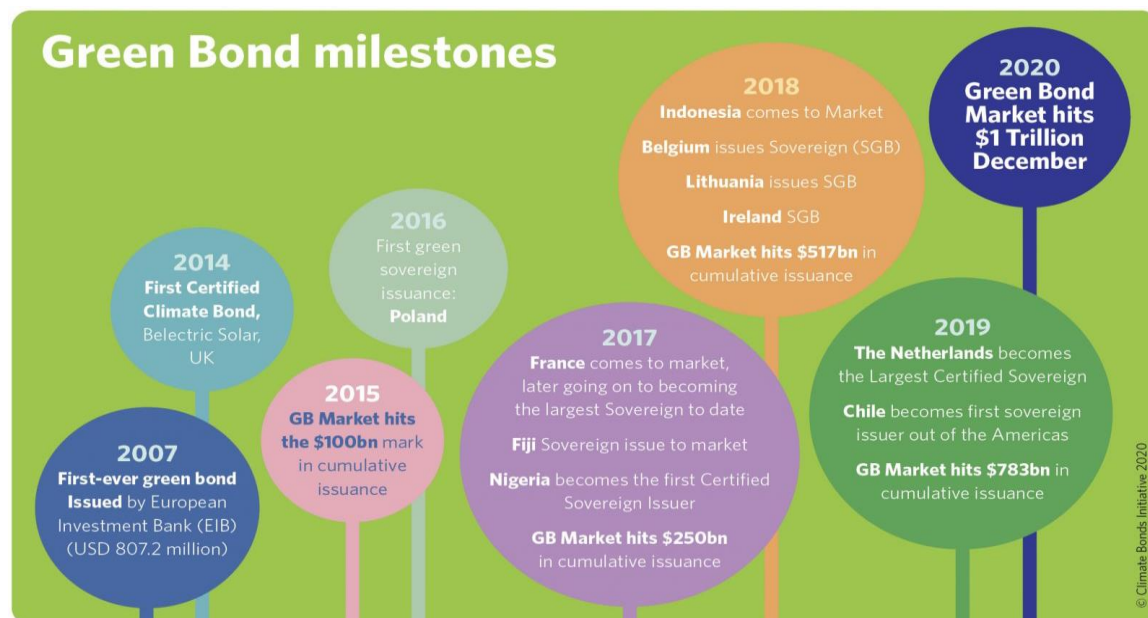 Green Bond milestones
2007
First-ever green bond
Issued by European
Investment Bank (EIB)
(USD 807.2 million)
2014
First Certified
Climate Bond,
Belectric Solar,
UK
2015
GB Market hits
the $100bn mark
in cumulative
issuance
2016
First green
sovereign
issuance:
Poland
2017
France comes to market,
later going on to becoming
the largest Sovereign to date
Fiji Sovereign issue to market
Nigeria becomes the first Certified
Sovereign Issuer
GB Market hits $250bn
in cumulative issuance
2018
Indonesia comes to Market
Belgium issues Sovereign (SGB)
Lithuania issues SGB
Ireland SGB
GB Market hits $517bn in
cumulative issuance
2019
The Netherlands becomes
the Largest Certified Sovereign
Chile becomes first sovereign
issuer out of the Americas
GB Market hits $783bn in
cumulative issuance
2020
Green Bond
Market hits
$1 Trillion
December
© Climate Bonds Initiative 2020